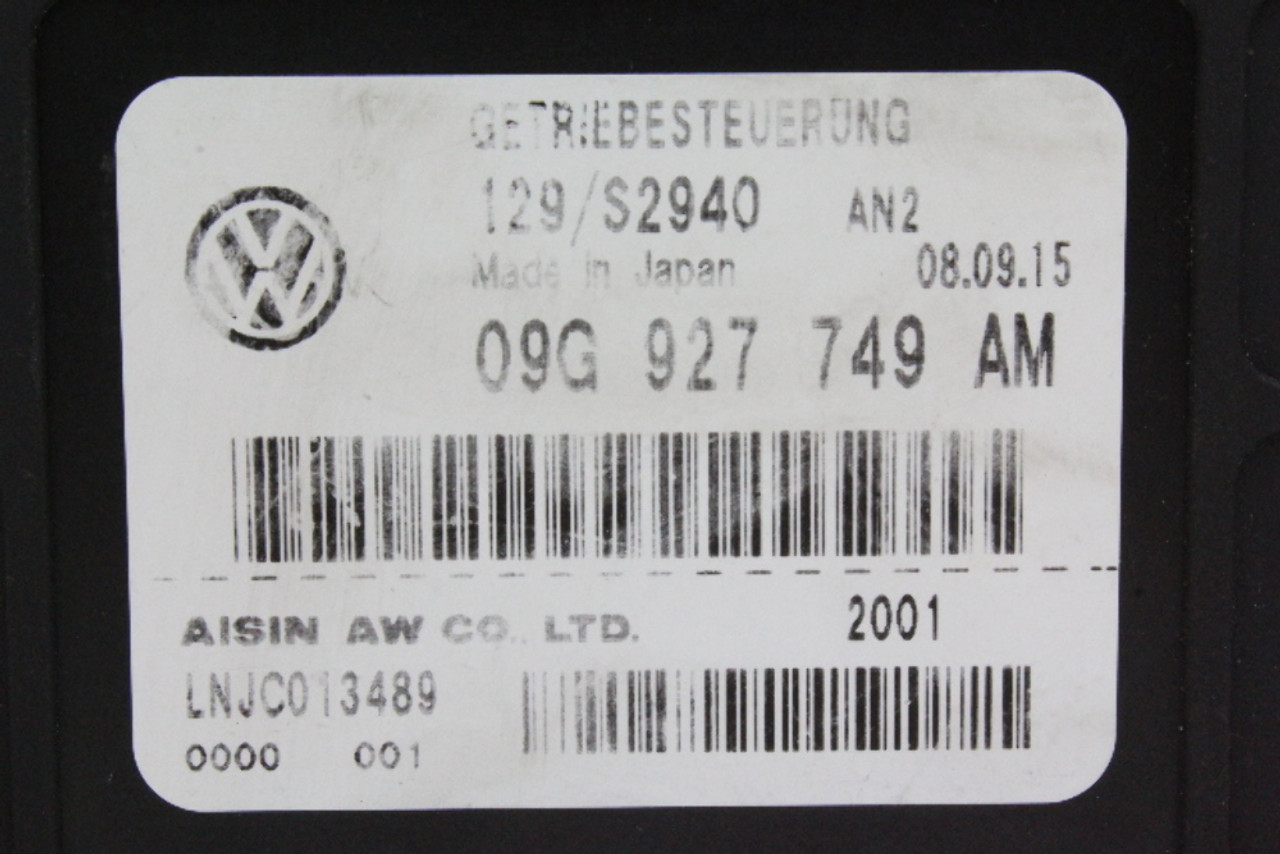 GETRIEBESTEUERUNG
129/S2940 AN2
Made in Japan 08.09.15
09G 927 749 AM
AISIN AW CO., LTD. 2001
LNJC013489
0000 001